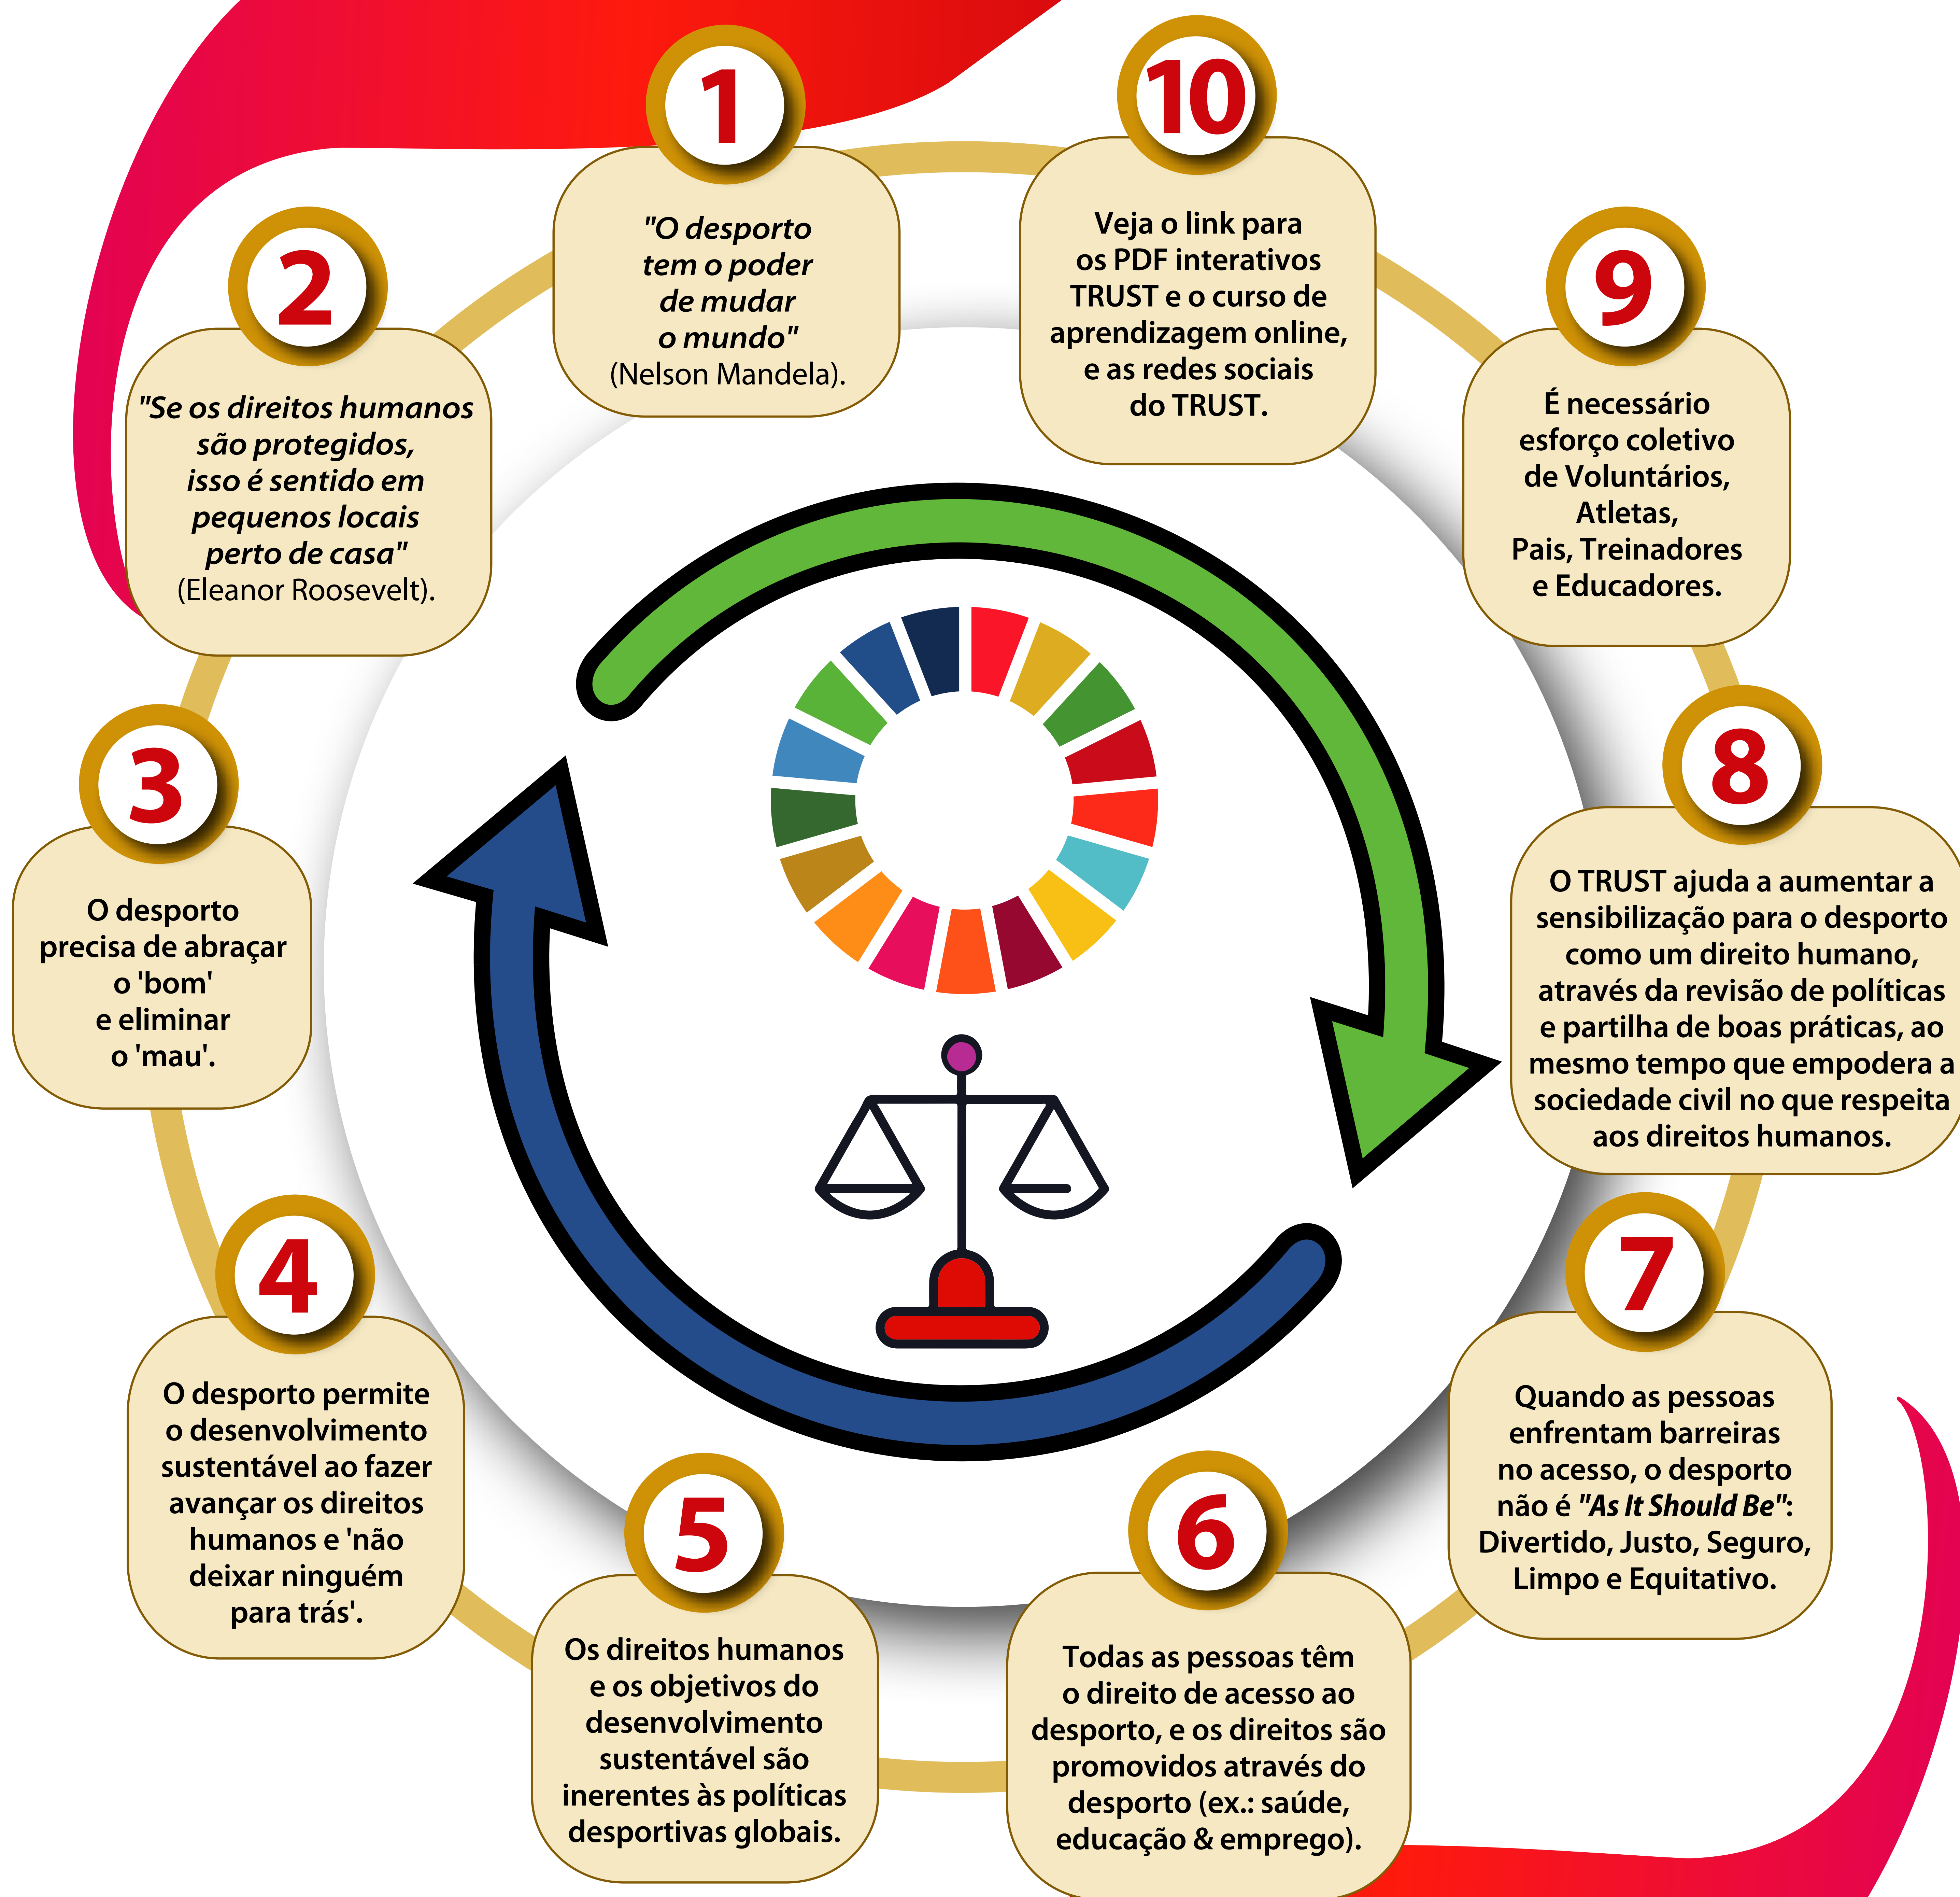 1
"O desporto
tem o poder
de mudar
o mundo"
(Nelson Mandela).
2
"Se os direitos humanos
são protegidos,
isso é sentido em
pequenos locais
perto de casa"
(Eleanor Roosevelt).
3
O desporto
precisa de abraçar
o 'bom'
e eliminar
o 'mau'.
4
O desporto permite
o desenvolvimento
sustentável ao fazer
avançar os direitos
humanos e 'não
deixar ninguém
para trás'.
5
Os direitos humanos
e os objetivos do
desenvolvimento
sustentável são
inerentes às políticas
desportivas globais.
6
Todas as pessoas têm
o direito de acesso ao
desporto, e os direitos são
promovidos através do
desporto (ex.: saúde,
educação & emprego).
7
Quando as pessoas
enfrentam barreiras
no acesso, o desporto
não é "As It Should Be":
Divertido, Justo, Seguro,
Limpo e Equitativo.
8
O TRUST ajuda a aumentar a
sensibilização para o desporto
como um direito humano,
através da revisão de políticas
e partilha de boas práticas, ao
mesmo tempo que empodera a
sociedade civil no que respeita
aos direitos humanos.
9
É necessário
esforço coletivo
de Voluntários,
Atletas,
Pais, Treinadores
e Educadores.
10
Veja o link para
os PDF interativos
TRUST e o curso de
aprendizagem online,
e as redes sociais
do TRUST.